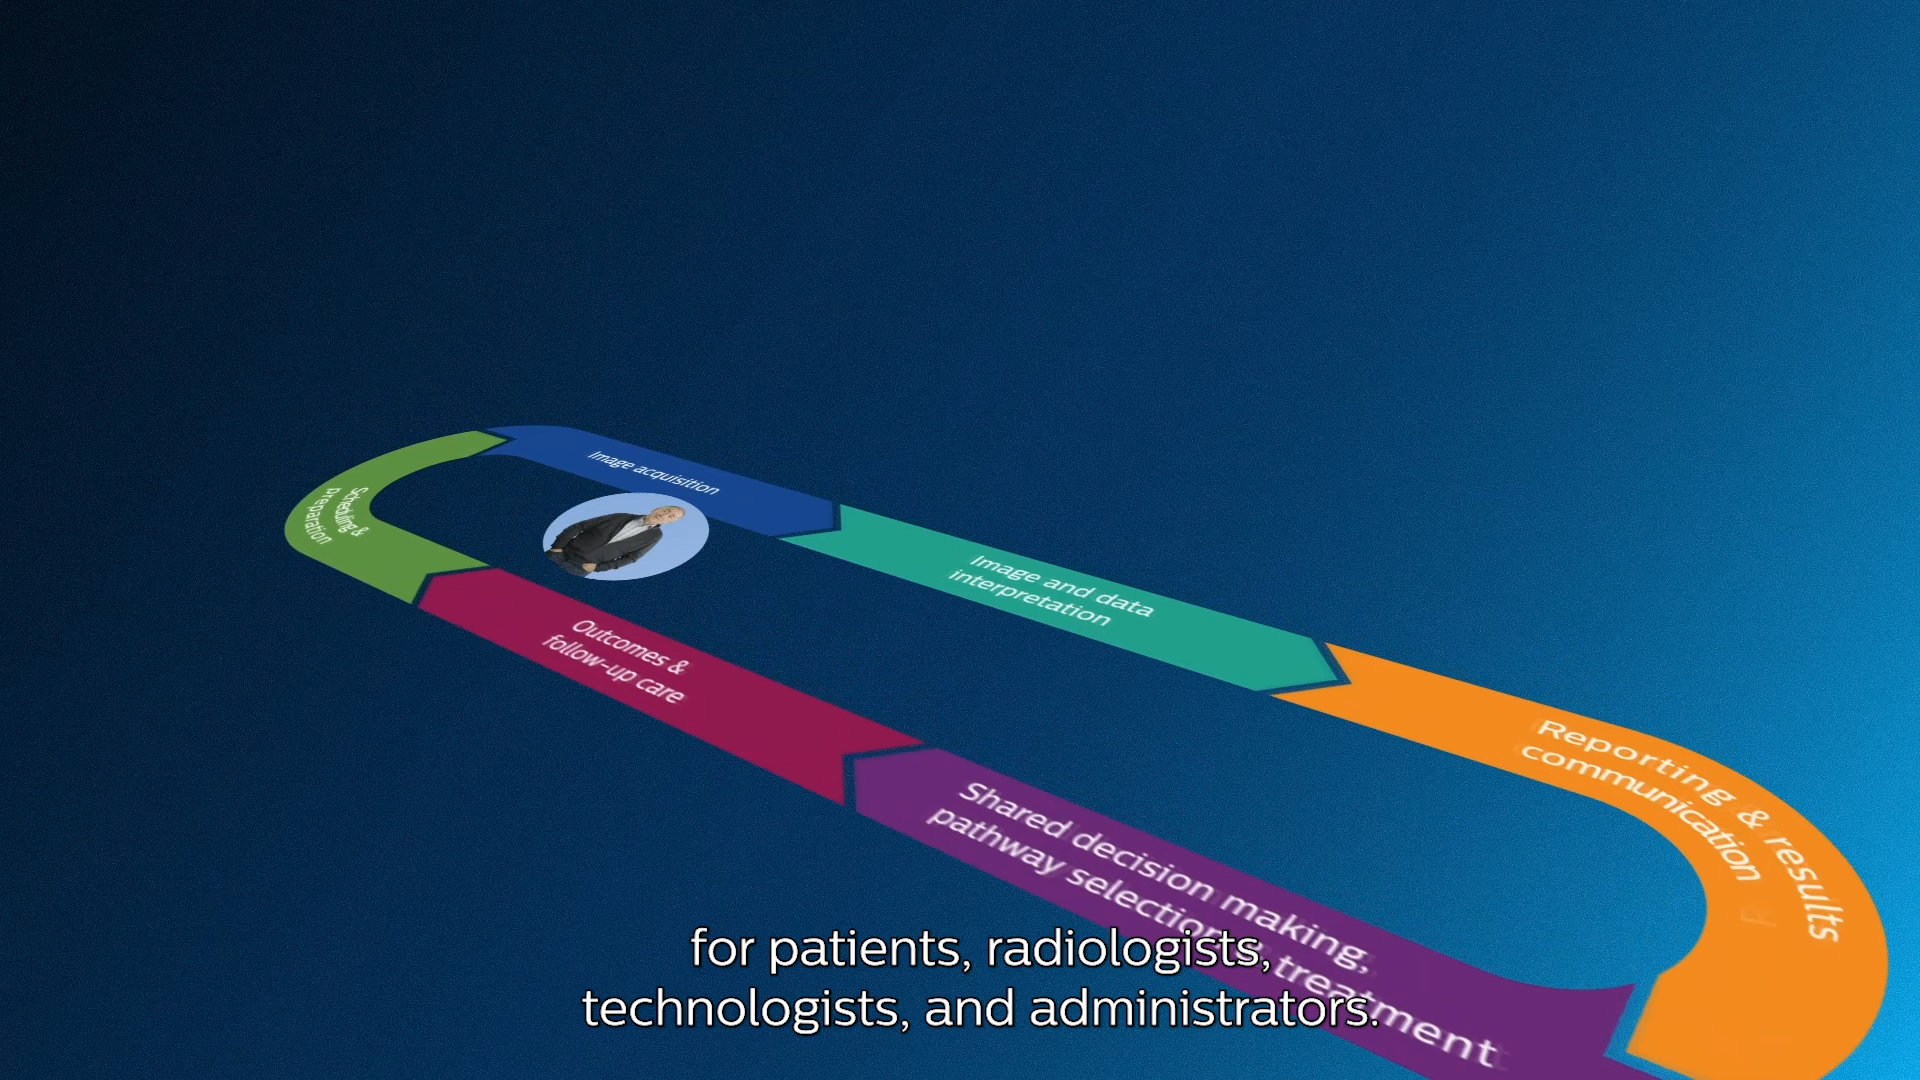 Image acquisition
Scheduling &
preparation
Image and data
interpretation
Outcomes &
follow-up care
Reporting & results
communication
Shared decision making,
pathway selection & treatment
for patients, radiologists,
technologists, and administrators.